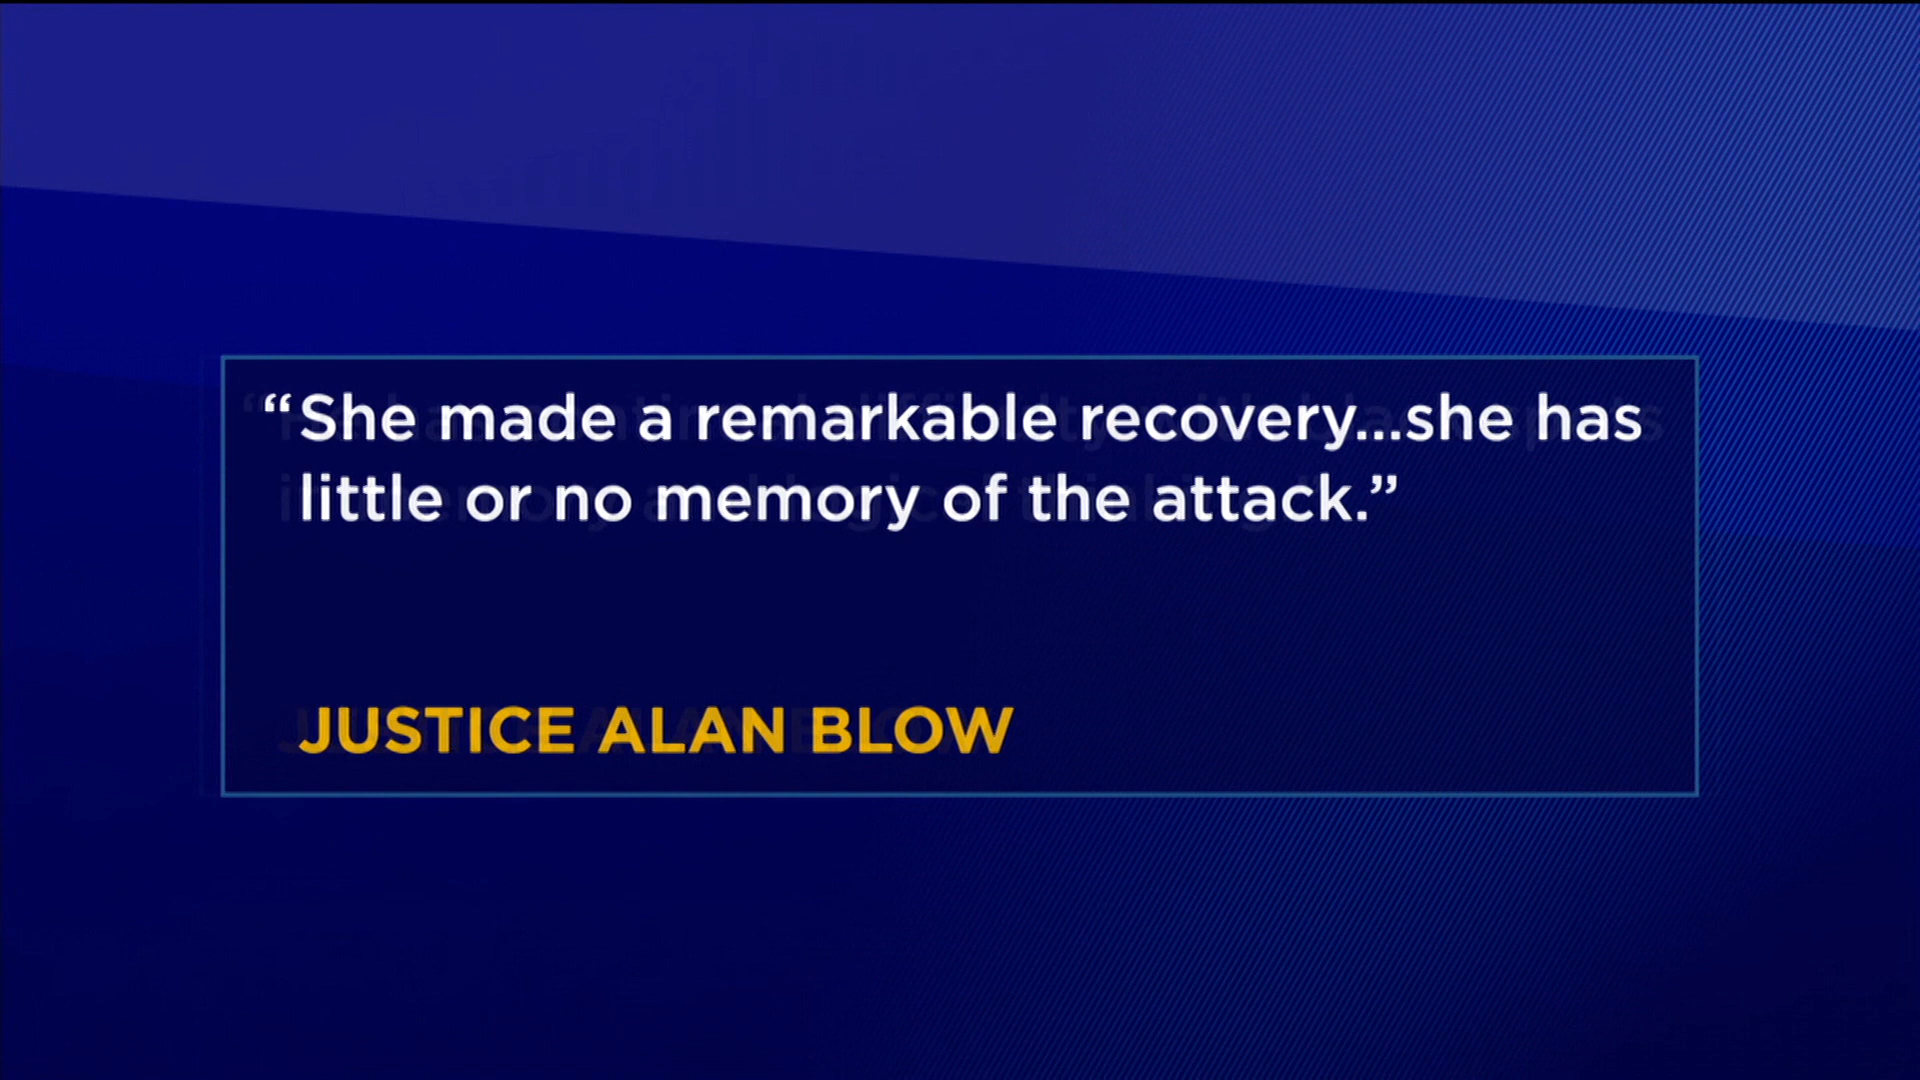 “She made a remarkable recovery...she has
little or no memory of the attack.”
JUSTICE ALAN BLOW